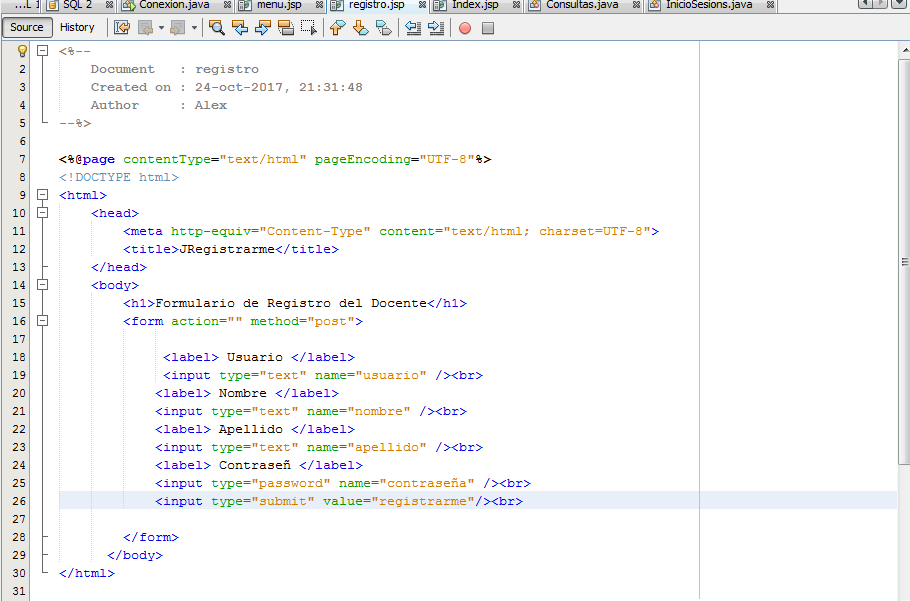 ...L I SQL 2 Conexion.java menu.jsp registro.jsp Index.jsp Consultas.java InicioSesions.java
Source History
<%--
2 Document : registro
3 Created on : 24-oct-2017, 21:31:48
4 Author : Alex
5 --%>
6
7 <%@page contentType="text/html" pageEncoding="UTF-8"%>
8 <!DOCTYPE html>
9 <html>
10 <head>
11 <meta http-equiv="Content-Type" content="text/html; charset=UTF-8">
12 <title>JRegistrarme</title>
13 </head>
14 <body>
15 <h1>Formulario de Registro del Docente</h1>
16 <form action="" method="post">
17
18 <label> Usuario </label>
19 <input type="text" name="usuario" /><br>
20 <label> Nombre </label>
21 <input type="text" name="nombre" /><br>
22 <label> Apellido </label>
23 <input type="text" name="apellido" /><br>
24 <label> Contraseñ </label>
25 <input type="password" name="contraseña" /><br>
26 <input type="submit" value="registrarme"/><br>
27
28 </form>
29 </body>
30 </html>
31